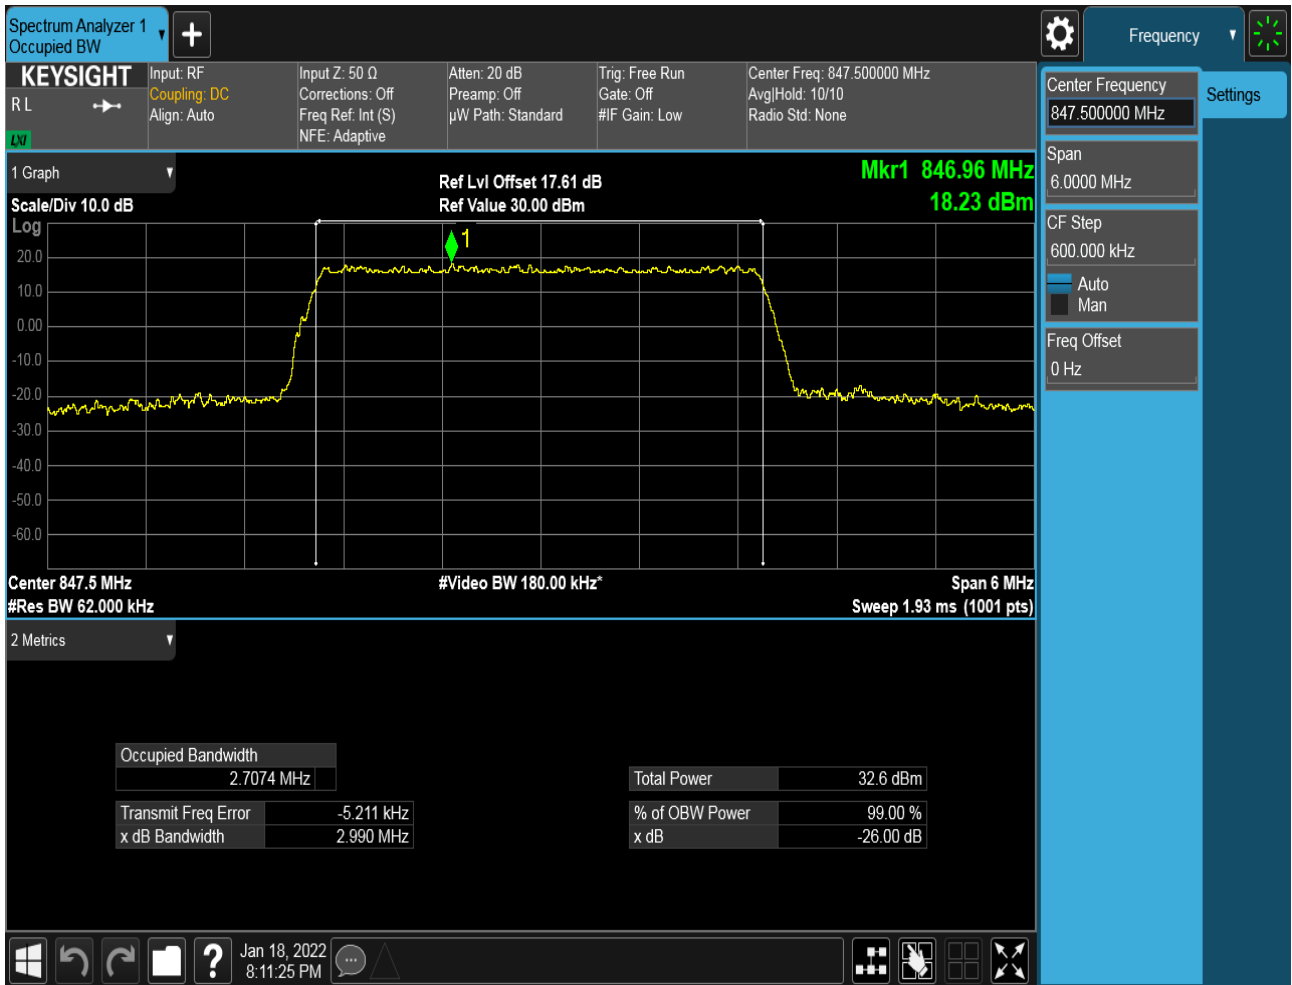 Spectrum Analyzer 1
Occupied BW
Frequency
KEYSIGHT
R L
LXI
Input: RF
Coupling: DC
Align: Auto
Input Z: 50 Ω
Corrections: Off
Freq Ref: Int (S)
NFE: Adaptive
Atten: 20 dB
Preamp: Off
µW Path: Standard
Trig: Free Run
Gate: Off
#IF Gain: Low
Center Freq: 847.500000 MHz
Avg|Hold: 10/10
Radio Std: None
Center Frequency
847.500000 MHz
Settings
Span
6.0000 MHz
CF Step
600.000 kHz
Auto
Man
Freq Offset
0 Hz
1 Graph
Scale/Div 10.0 dB
Ref Lvl Offset 17.61 dB
Ref Value 30.00 dBm
Mkr1 846.96 MHz
18.23 dBm
Log
1
20.0
10.0
0.00
-10.0
-20.0
-30.0
-40.0
-50.0
-60.0
Center 847.5 MHz
#Video BW 180.00 kHz*
Span 6 MHz
#Res BW 62.000 kHz
Sweep 1.93 ms (1001 pts)
2 Metrics
Occupied Bandwidth
2.7074 MHz
Transmit Freq Error -5.211 kHz
x dB Bandwidth 2.990 MHz
Total Power 32.6 dBm
% of OBW Power 99.00 %
x dB -26.00 dB
?
Jan 18, 2022
8:11:25 PM